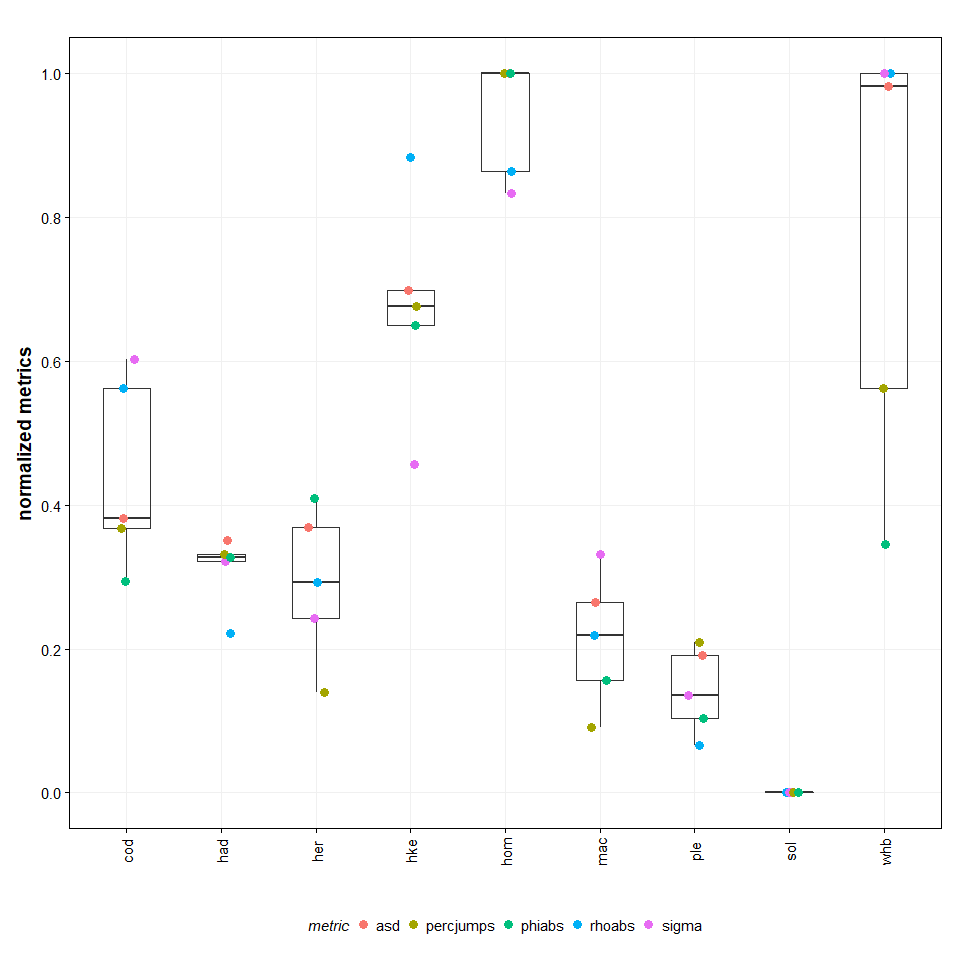 normalized metrics
1.0
0.8
0.6
0.4
0.2
0.0
cod had her hke hom mac ple sol whb
metric asd percjumps phiabs rhoabs sigma